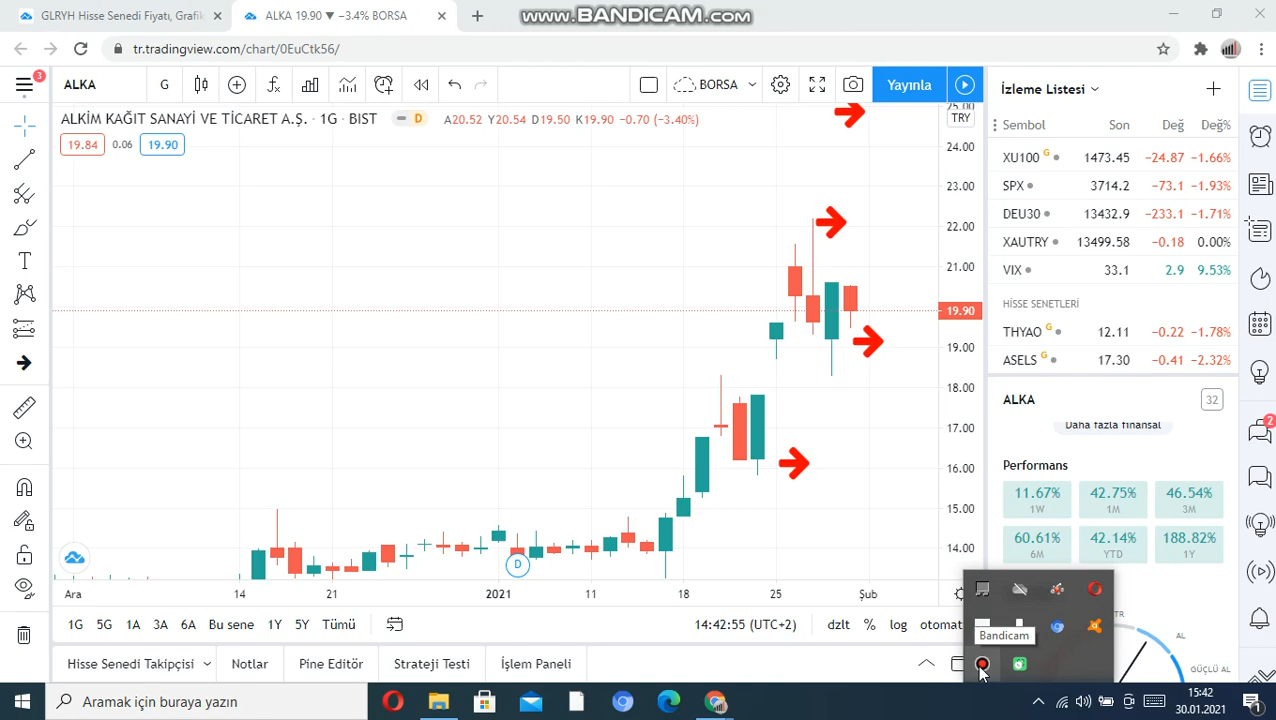 GLRYH Hisse Senedi Fiyatı, Grafik
ALKA 19.90 ▼ −3.4% BORSA
www.BANDICAM.com
tr.tradingview.com/chart/0EuCtk56/
3
ALKA
G
BORSA
Yayınla
İzleme Listesi
ALKİM KAĞIT SANAYİ VE TİCARET A.Ş. · 1G · BIST
D
A20.52 Y20.54 D19.50 K19.90 −0.70 (−3.40%)
25.00
TRY
19.84 0.06 19.90
Sembol Son Değ Değ%
XU100 G 1473.45 −24.87 −1.66%
SPX 3714.2 −73.1 −1.93%
DEU30 13432.9 −233.1 −1.71%
XAUTRY 13499.58 −0.18 0.00%
VIX 33.1 2.9 9.53%
HİSSE SENETLERİ
THYAO G 12.11 −0.22 −1.78%
ASELS G 17.30 −0.41 −2.32%
24.00
23.00
22.00
21.00
19.90
19.00
18.00
17.00
16.00
15.00
14.00
ALKA 32
Daha fazla finansal
2
Performans
11.67% 42.75% 46.54%
1W 1M 3M
60.61% 42.14% 188.82%
6M YTD 1Y
D
Ara 14 21 2021 11 18 25 Şub
TR
AL
GÜÇLÜ AL
1G 5G 1A 3A 6A Bu sene 1Y 5Y Tümü
14:42:55 (UTC+2) dzlt % log otomat
Bandicam
Hisse Senedi Takipçisi Notlar Pine Editör Strateji Testi İşlem Paneli
Aramak için buraya yazın
15:42
30.01.2021
1